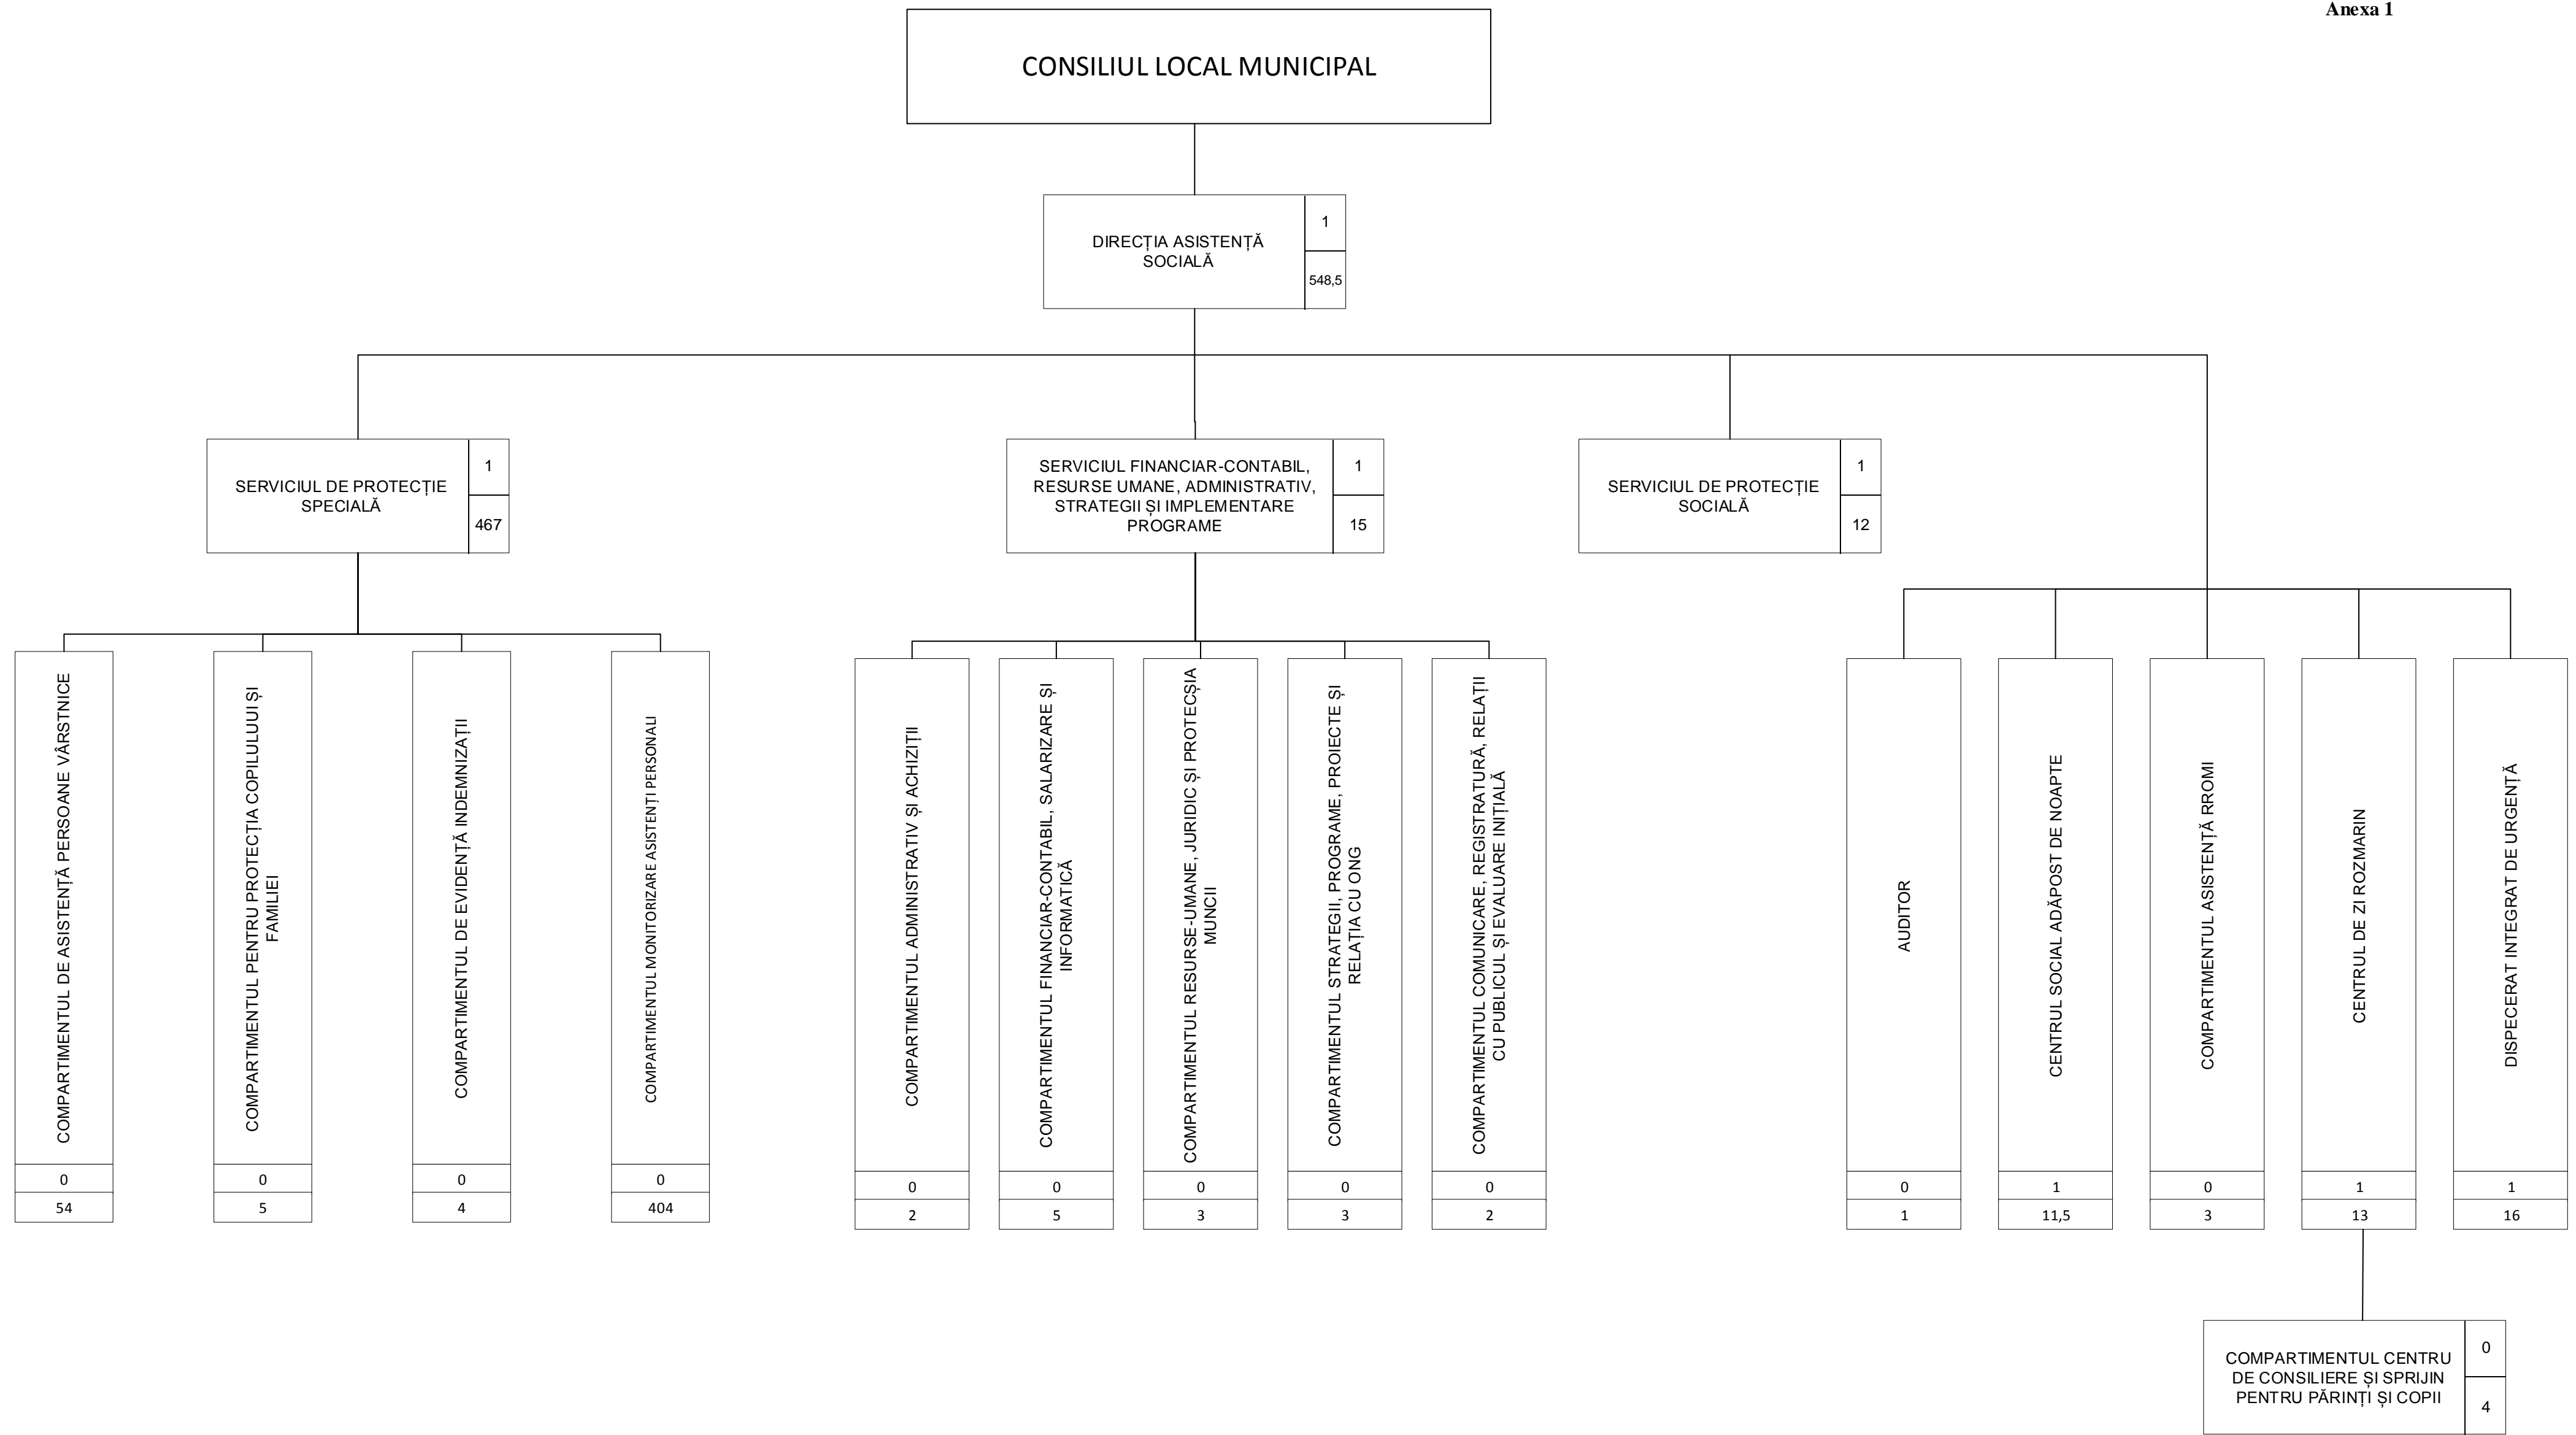 Anexa 1
CONSILIUL LOCAL MUNICIPAL
DIRECȚIA ASISTENȚĂ
SOCIALĂ
1
548,5
SERVICIUL DE PROTECȚIE
SPECIALĂ
1
467
SERVICIUL FINANCIAR-CONTABIL,
RESURSE UMANE, ADMINISTRATIV,
STRATEGII ȘI IMPLEMENTARE
PROGRAME
1
15
SERVICIUL DE PROTECȚIE
SOCIALĂ
1
12
COMPARTIMENTUL DE ASISTENȚĂ PERSOANE VÂRSTNICE
0
54
COMPARTIMENTUL PENTRU PROTECȚIA COPILULUI ȘI
FAMILIEI
0
5
COMPARTIMENTUL DE EVIDENȚĂ INDEMNIZAȚII
0
4
COMPARTIMENTUL MONITORIZARE ASISTENȚI PERSONALI
0
404
COMPARTIMENTUL ADMINISTRATIV ȘI ACHIZIȚII
0
2
COMPARTIMENTUL FINANCIAR-CONTABIL, SALARIZARE ȘI
INFORMATICĂ
0
5
COMPARTIMENTUL RESURSE-UMANE, JURIDIC ȘI PROTECȘIA
MUNCII
0
3
COMPARTIMENTUL STRATEGII, PROGRAME, PROIECTE ȘI
RELAȚIA CU ONG
0
3
COMPARTIMENTUL COMUNICARE, REGISTRATURĂ, RELAȚII
CU PUBLICUL ȘI EVALUARE INIȚIALĂ
0
2
AUDITOR
0
1
CENTRUL SOCIAL ADĂPOST DE NOAPTE
1
11,5
COMPARTIMENTUL ASISTENȚĂ RROMI
0
3
CENTRUL DE ZI ROZMARIN
1
13
DISPECERAT INTEGRAT DE URGENȚĂ
1
16
COMPARTIMENTUL CENTRU
DE CONSILIERE ȘI SPRIJIN
PENTRU PĂRINȚI ȘI COPII
0
4